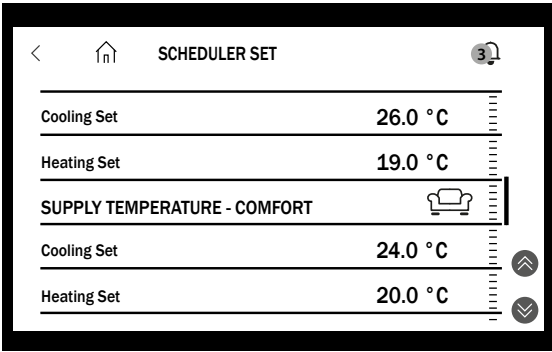 SCHEDULER SET 3
Cooling Set 26.0 °C
Heating Set 19.0 °C
SUPPLY TEMPERATURE - COMFORT
Cooling Set 24.0 °C
Heating Set 20.0 °C